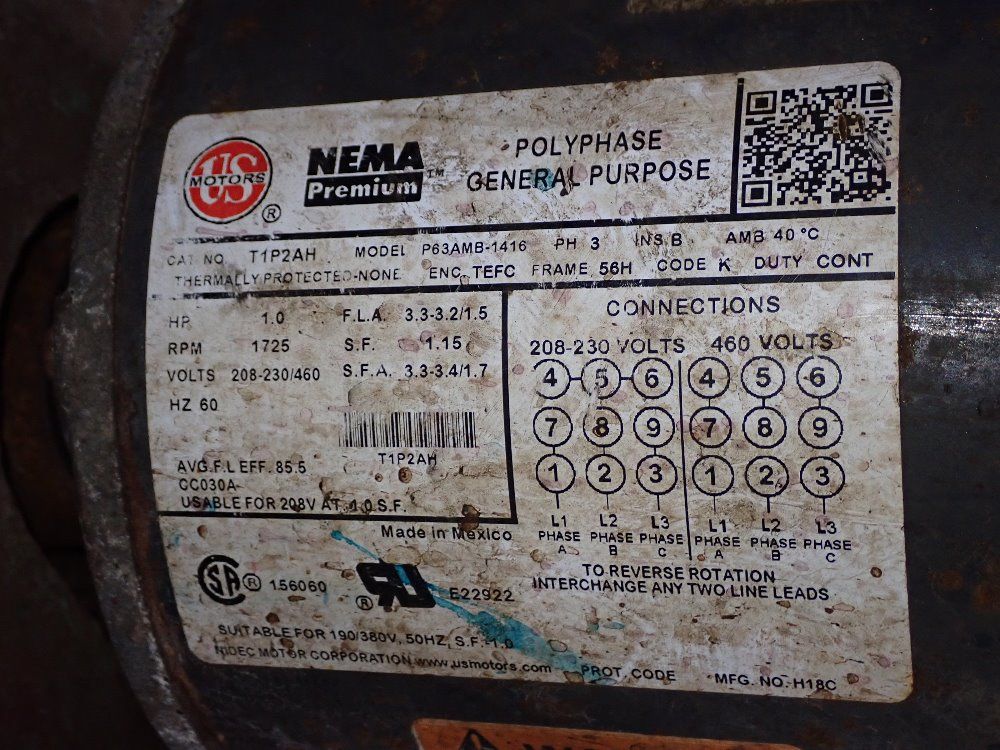 US
MOTORS
®
NEMA
Premium™
POLYPHASE
GENERAL PURPOSE
CAT NO T1P2AH MODEL P63AMB-1416 PH 3 INS.B AMB 40 °C
THERMALLY PROTECTED-NONE ENC. TEFC FRAME 56H CODE K DUTY CONT
HP 1.0 F.L.A. 3.3-3.2/1.5
RPM 1725 S.F. 1.15
VOLTS 208-230/460 S.F.A. 3.3-3.4/1.7
HZ 60
T1P2AH
AVG.F.L EFF. 85.5
CC030A
USABLE FOR 208V AT 1.0 S.F.
CONNECTIONS
208-230 VOLTS 460 VOLTS
4 5 6 4 5 6
7 8 9 7 8 9
1 2 3 1 2 3
L1 L2 L3 L1 L2 L3
PHASE PHASE PHASE PHASE PHASE PHASE
A B C A B C
TO REVERSE ROTATION
INTERCHANGE ANY TWO LINE LEADS
Made in Mexico
SA ® 156060 ® RU E22922
SUITABLE FOR 190/380V, 50HZ, S.F.-1.0
NIDEC MOTOR CORPORATION www.usmotors.com PROT. CODE MFG. NO.-H18C